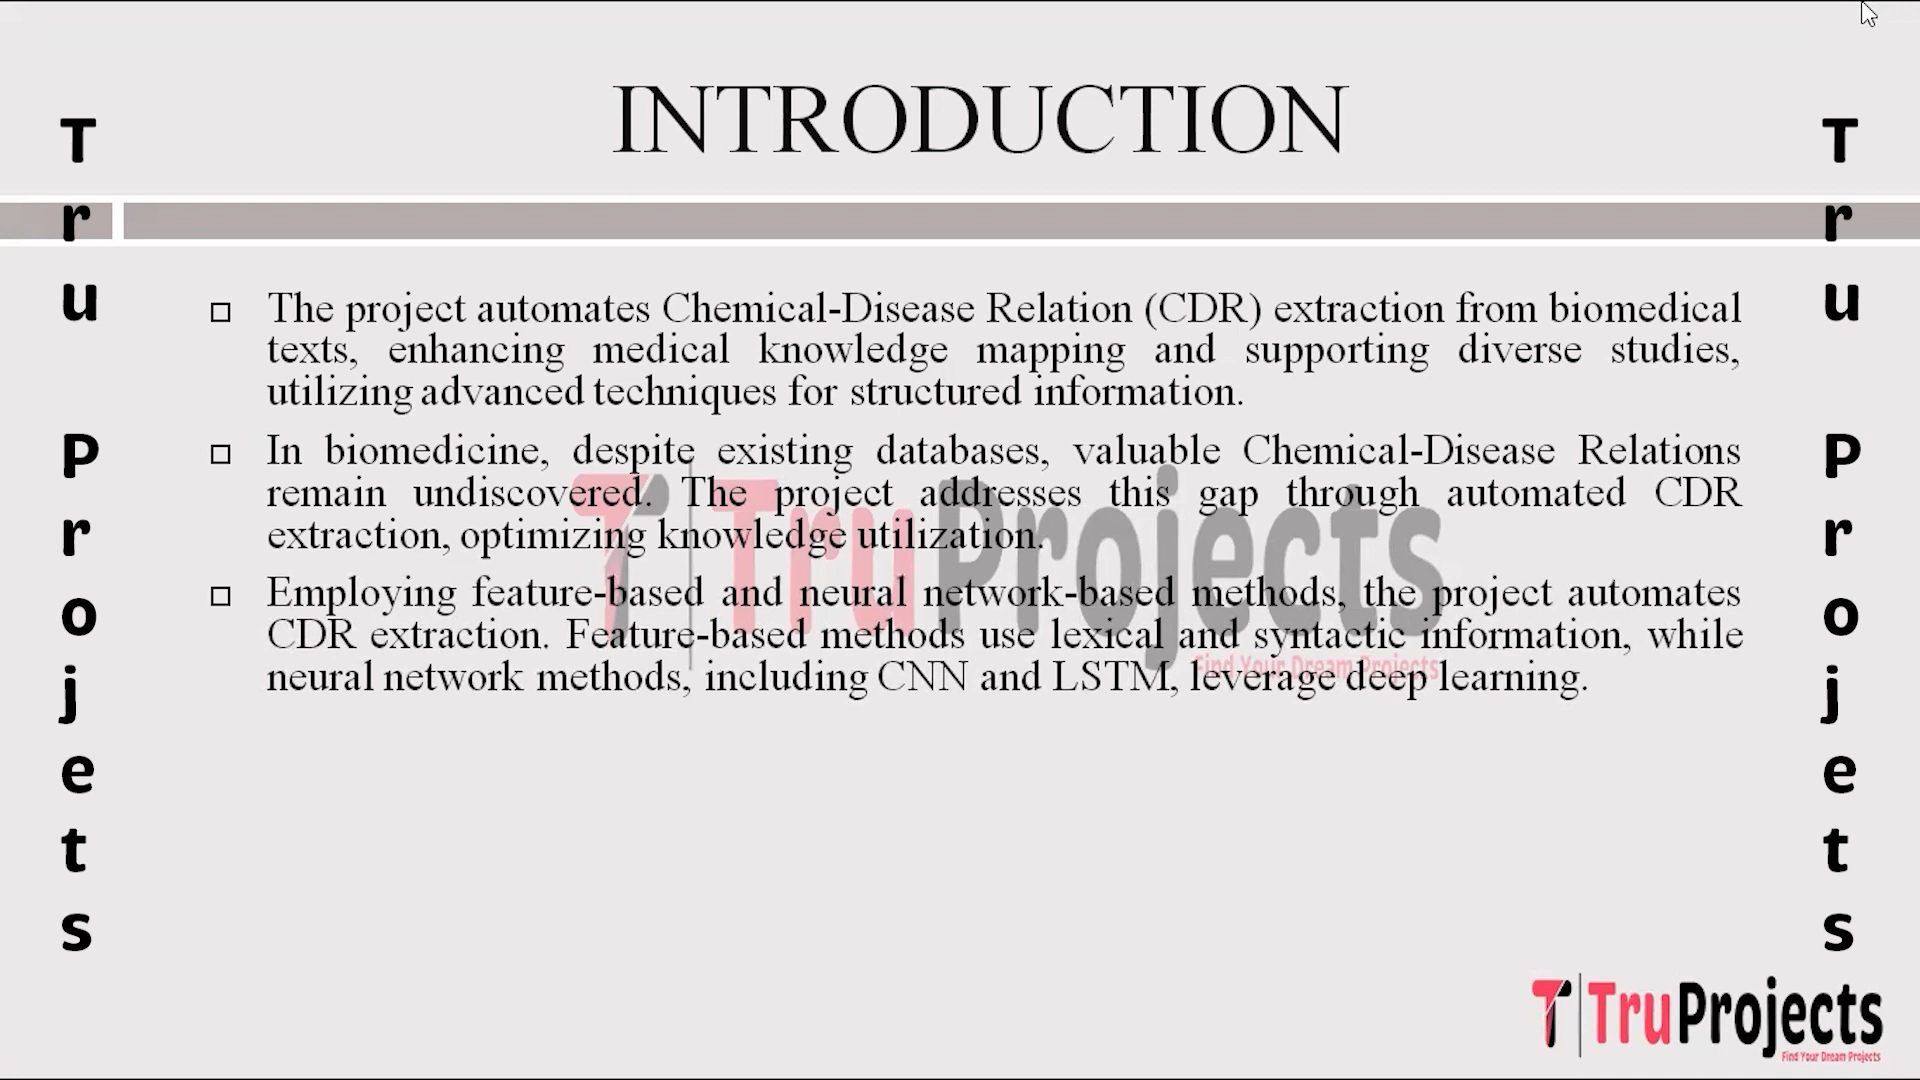 INTRODUCTION
The project automates Chemical-Disease Relation (CDR) extraction from biomedical
texts, enhancing medical knowledge mapping and supporting diverse studies,
utilizing advanced techniques for structured information.
In biomedicine, despite existing databases, valuable Chemical-Disease Relations
remain undiscovered. The project addresses this gap through automated CDR
extraction, optimizing knowledge utilization.
Employing feature-based and neural network-based methods, the project automates
CDR extraction. Feature-based methods use lexical and syntactic information, while
neural network methods, including CNN and LSTM, leverage deep learning.
TruProjects
Find Your Dream Projects
Tru Projets
Tru Projets
TruProjects
Find Your Dream Projects